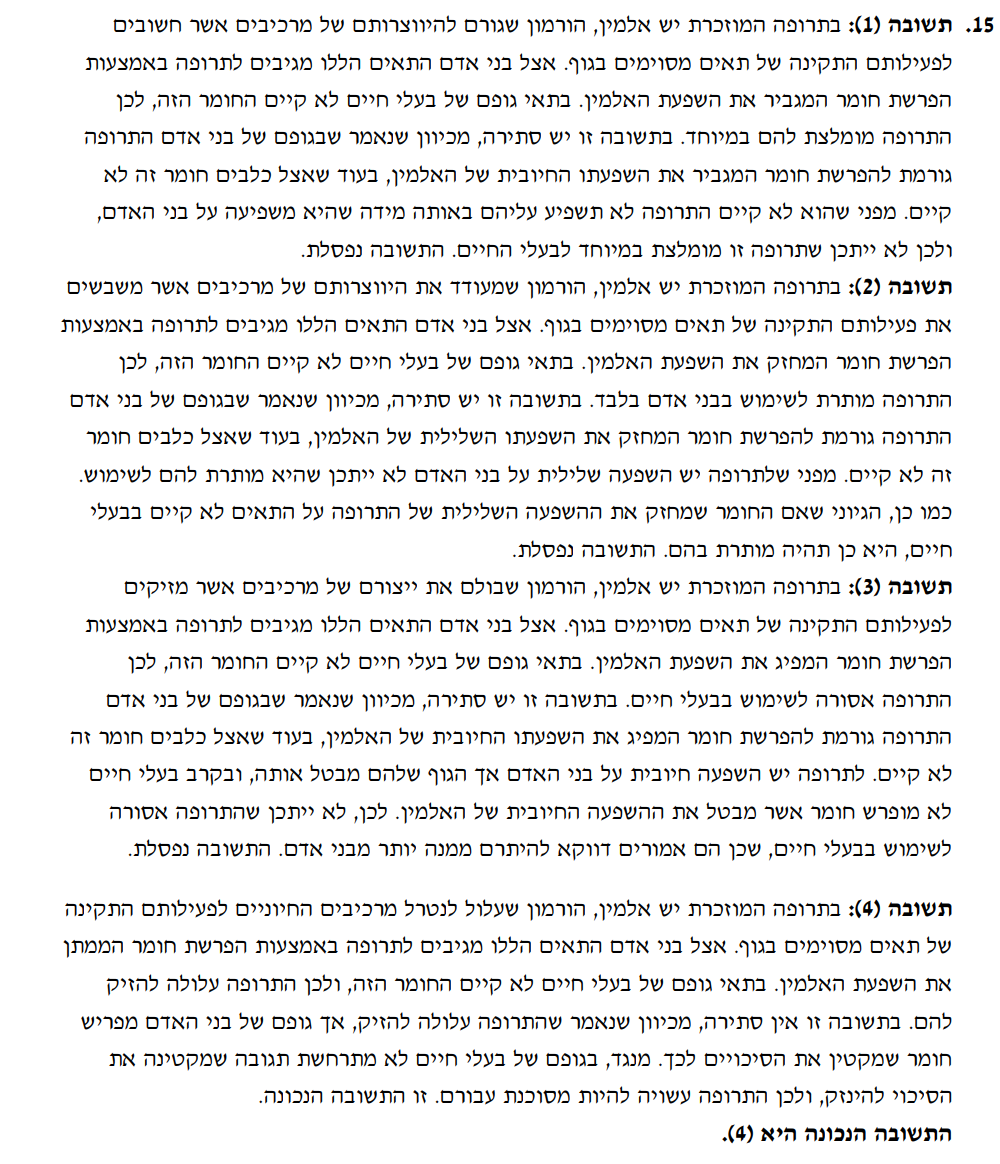 15. תשובה (1): בתרופה המוזכרת יש אלמין, הורמון שגורם להיווצרותם של מרכיבים אשר חשובים
לפעילותם התקינה של תאים מסוימים בגוף. אצל בני אדם התאים הללו מגיבים לתרופה באמצעות
הפרשת חומר המגביר את השפעת האלמין. בתאי גופם של בעלי חיים לא קיים החומר הזה, לכן
התרופה מומלצת להם במיוחד. בתשובה זו יש סתירה, מכיוון שנאמר שבגופם של בני אדם התרופה
גורמת להפרשת חומר המגביר את השפעתו החיובית של האלמין, בעוד שאצל כלבים חומר זה לא
קיים. מפני שהוא לא קיים התרופה לא תשפיע עליהם באותה מידה שהיא משפיעה על בני האדם,
ולכן לא ייתכן שתרופה זו מומלצת במיוחד לבעלי החיים. התשובה נפסלת.
תשובה (2): בתרופה המוזכרת יש אלמין, הורמון שמעודד את היווצרותם של מרכיבים אשר משבשים
את פעילותם התקינה של תאים מסוימים בגוף. אצל בני אדם התאים הללו מגיבים לתרופה באמצעות
הפרשת חומר המחזק את השפעת האלמין. בתאי גופם של בעלי חיים לא קיים החומר הזה, לכן
התרופה מותרת לשימוש בבני אדם בלבד. בתשובה זו יש סתירה, מכיוון שנאמר שבגופם של בני אדם
התרופה גורמת להפרשת חומר המחזק את השפעתו השלילית של האלמין, בעוד שאצל כלבים חומר
זה לא קיים. מפני שלתרופה יש השפעה שלילית על בני האדם לא ייתכן שהיא מותרת להם לשימוש.
כמו כן, הגיוני שאם החומר שמחזק את ההשפעה השלילית של התרופה על התאים לא קיים בבעלי
חיים, היא כן תהיה מותרת בהם. התשובה נפסלת.
תשובה (3): בתרופה המוזכרת יש אלמין, הורמון שבולם את ייצורם של מרכיבים אשר מזיקים
לפעילותם התקינה של תאים מסוימים בגוף. אצל בני אדם התאים הללו מגיבים לתרופה באמצעות
הפרשת חומר המפיג את השפעת האלמין. בתאי גופם של בעלי חיים לא קיים החומר הזה, לכן
התרופה אסורה לשימוש בבעלי חיים. בתשובה זו יש סתירה, מכיוון שנאמר שבגופם של בני אדם
התרופה גורמת להפרשת חומר המפיג את השפעתו החיובית של האלמין, בעוד שאצל כלבים חומר זה
לא קיים. לתרופה יש השפעה חיובית על בני האדם אך הגוף שלהם מבטל אותה, ובקרב בעלי חיים
לא מופרש חומר אשר מבטל את ההשפעה החיובית של האלמין. לכן, לא ייתכן שהתרופה אסורה
לשימוש בבעלי חיים, שכן הם אמורים דווקא להיתרם ממנה יותר מבני אדם. התשובה נפסלת.
תשובה (4): בתרופה המוזכרת יש אלמין, הורמון שעלול לנטרל מרכיבים החיוניים לפעילותם התקינה
של תאים מסוימים בגוף. אצל בני אדם התאים הללו מגיבים לתרופה באמצעות הפרשת חומר הממתן
את השפעת האלמין. בתאי גופם של בעלי חיים לא קיים החומר הזה, ולכן התרופה עלולה להזיק
להם. בתשובה זו אין סתירה, מכיוון שנאמר שהתרופה עלולה להזיק, אך גופם של בני האדם מפריש
חומר שמקטין את הסיכויים לכך. מנגד, בגופם של בעלי חיים לא מתרחשת תגובה שמקטינה את
הסיכוי להינזק, ולכן התרופה עשויה להיות מסוכנת עבורם. זו התשובה הנכונה.
התשובה הנכונה היא (4).